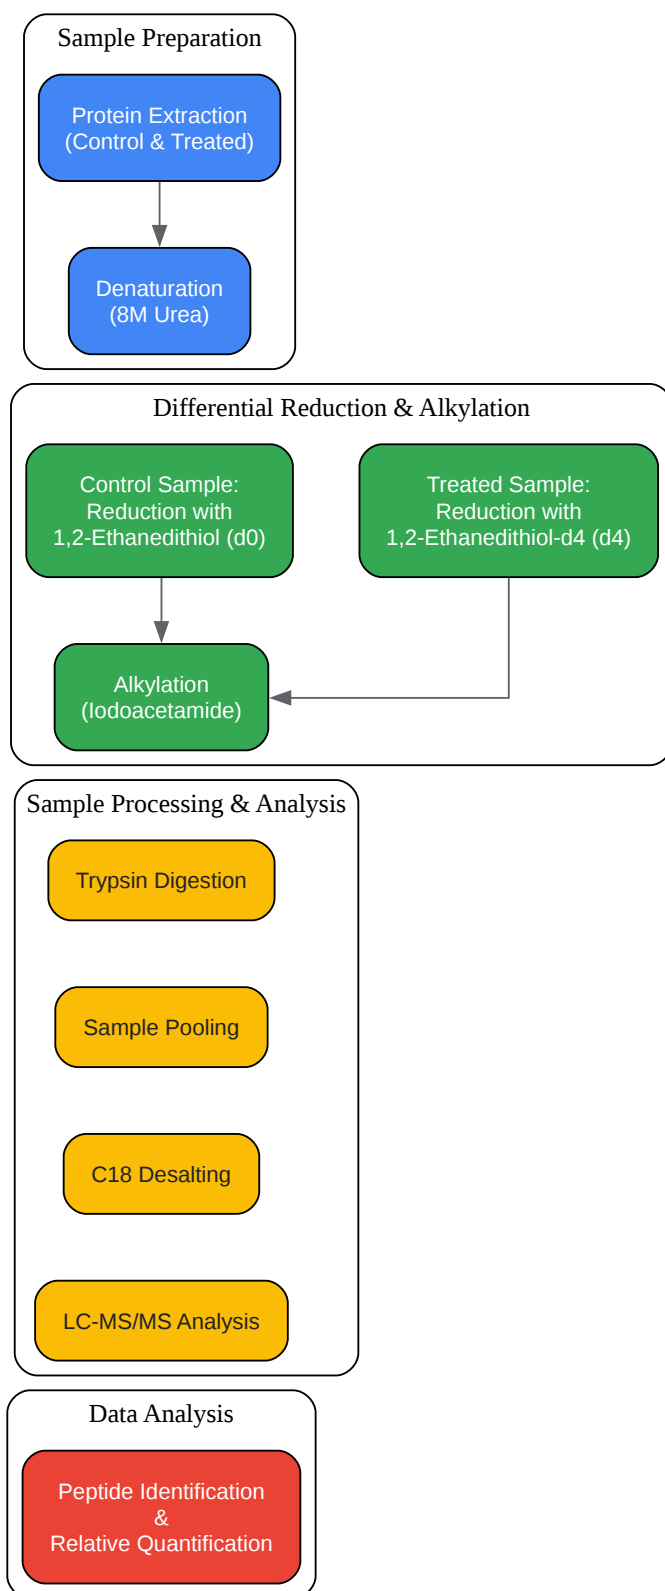 Sample Preparation
Protein Extraction
(Control & Treated)
Denaturation
(8M Urea)
Differential Reduction & Alkylation
Control Sample:
Reduction with
1,2-Ethanedithiol (d0)
Treated Sample:
Reduction with
1,2-Ethanedithiol-d4 (d4)
Alkylation
(Iodoacetamide)
Sample Processing & Analysis
Trypsin Digestion
Sample Pooling
C18 Desalting
LC-MS/MS Analysis
Data Analysis
Peptide Identification
&
Relative Quantification